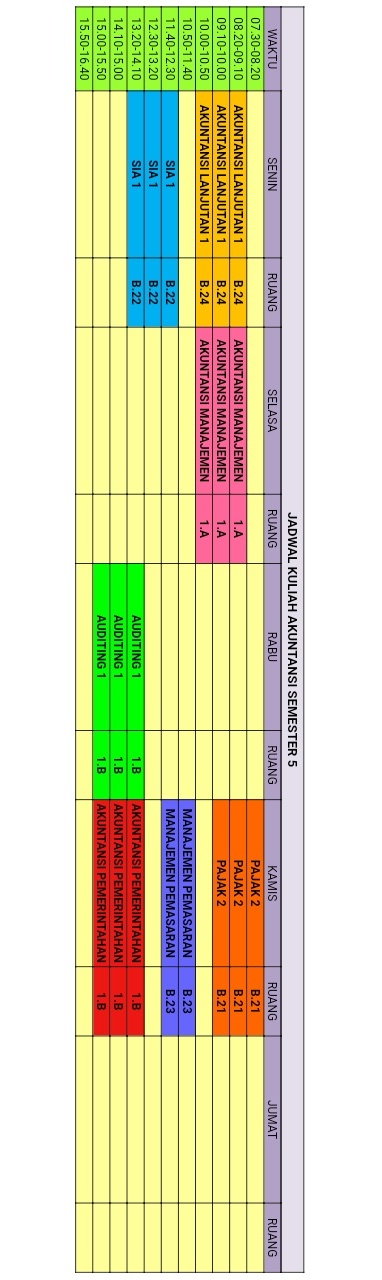 JADWAL KULIAH AKUNTANSI SEMESTER 5
WAKTU SENIN RUANG SELASA RUANG RABU RUANG KAMIS RUANG JUMAT RUANG
07.30-08.20 PAJAK 2 B.21
08.20-09.10 AKUNTANSI LANJUTAN 1 B.24 AKUNTANSI MANAJEMEN 1.A PAJAK 2 B.21
09.10-10.00 AKUNTANSI LANJUTAN 1 B.24 AKUNTANSI MANAJEMEN 1.A PAJAK 2 B.21
10.00-10.50 AKUNTANSI LANJUTAN 1 B.24 AKUNTANSI MANAJEMEN 1.A
10.50-11.40 MANAJEMEN PEMASARAN B.23
11.40-12.30 SIA 1 B.22 MANAJEMEN PEMASARAN B.23
12.30-13.20 SIA 1 B.22
13.20-14.10 SIA 1 B.22 AUDITING 1 1.B AKUNTANSI PEMERINTAHAN 1.B
14.10-15.00 AUDITING 1 1.B AKUNTANSI PEMERINTAHAN 1.B
15.00-15.50 AUDITING 1 1.B AKUNTANSI PEMERINTAHAN 1.B
15.50-16.40